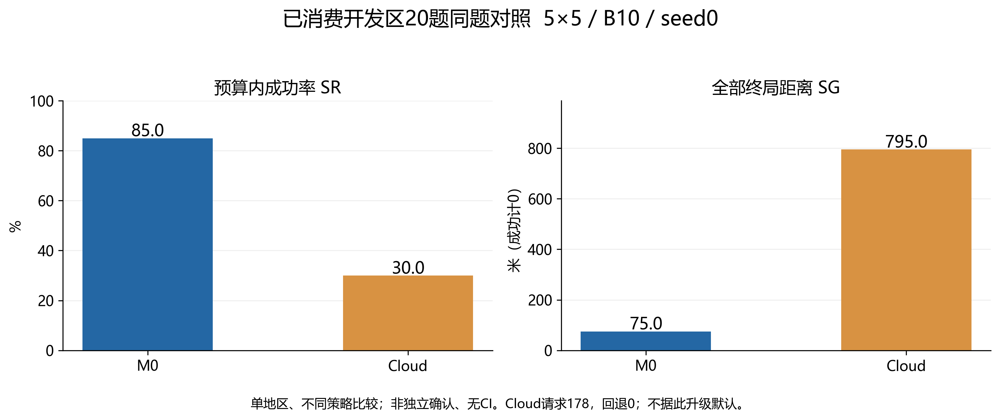 已消费开发区20题同题对照  5×5 / B10 / seed0
预算内成功率 SR
100
80
60
40
20
0
%
85.0
30.0
M0
Cloud
全部终局距离 SG
800
600
400
200
0
米（成功计0）
75.0
795.0
M0
Cloud
单地区、不同策略比较；非独立确认、无CI。Cloud请求178，回退0；不据此升级默认。